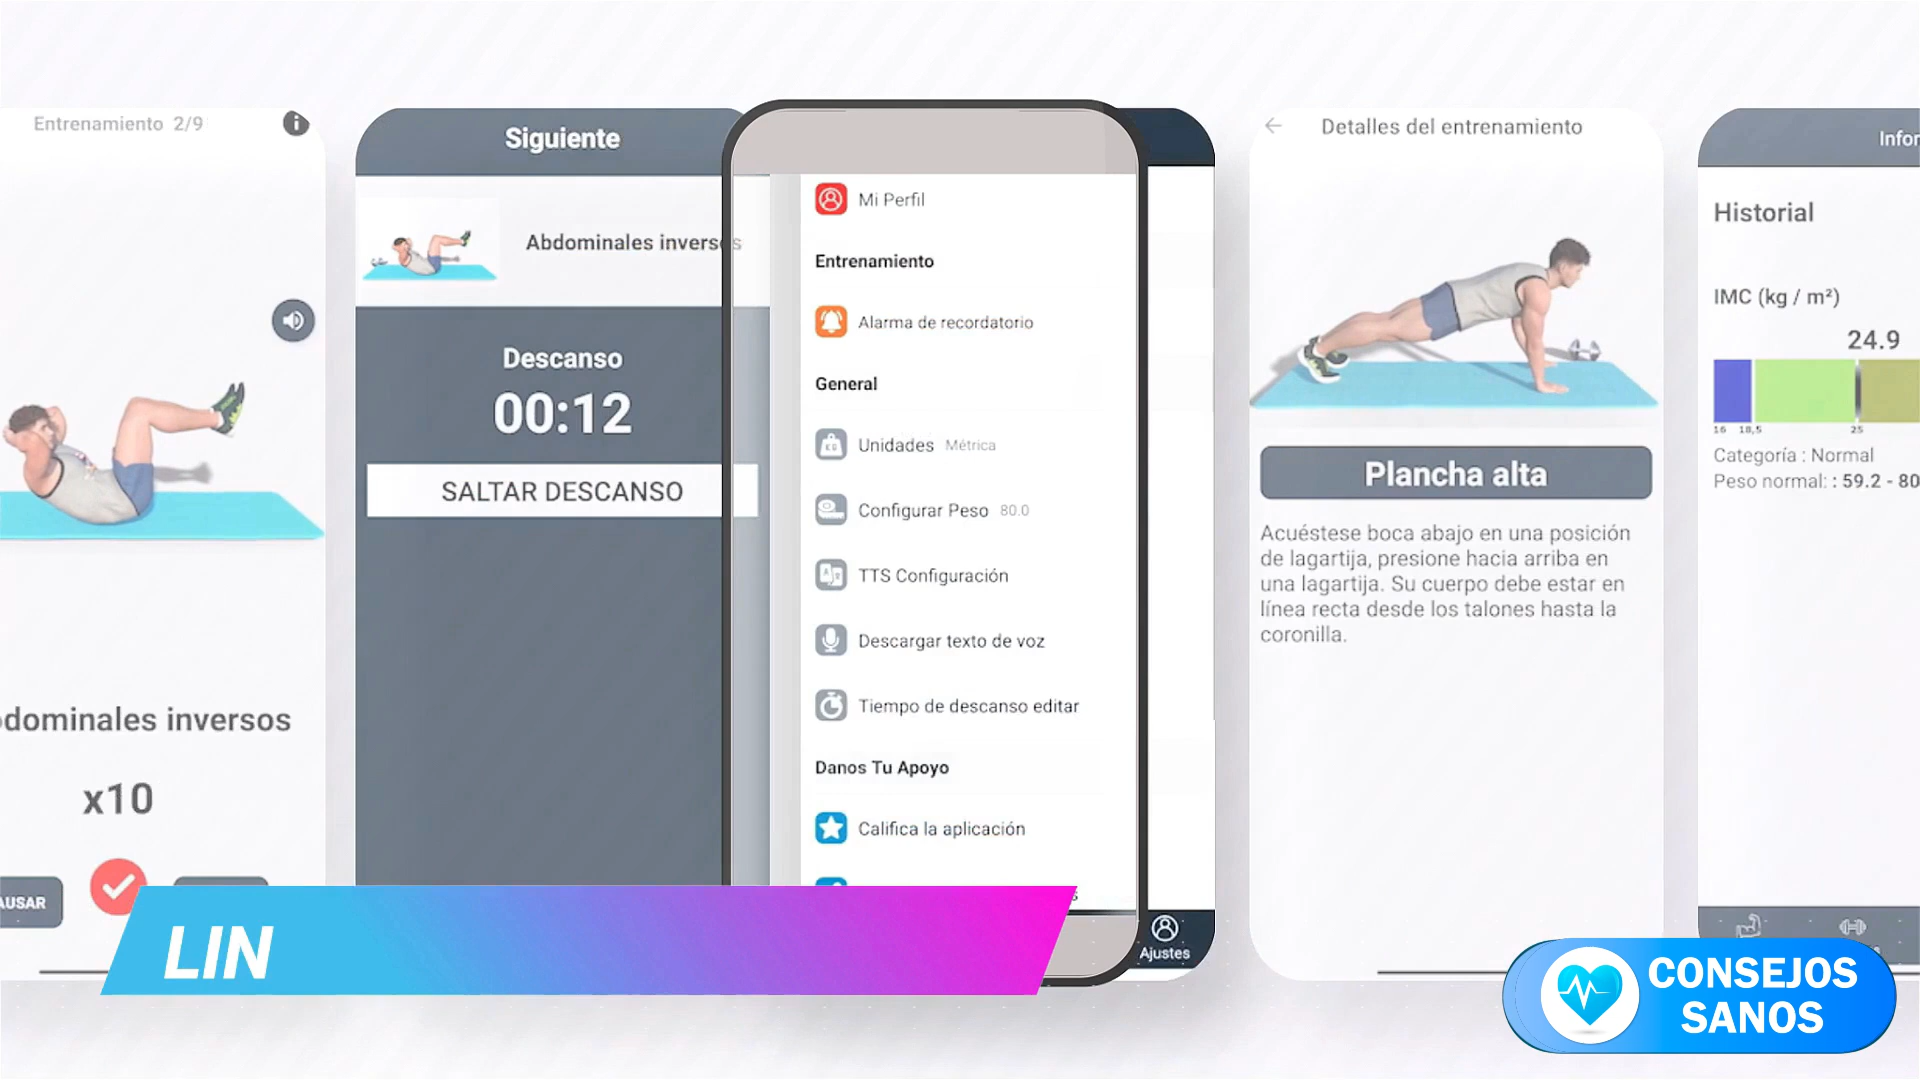 Entrenamiento 2/9
dominales inversos
x10
AUSAR
Siguiente
Abdominales inversos
Descanso
00:12
SALTAR DESCANSO
Mi Perfil
Entrenamiento
Alarma de recordatorio
General
Unidades Métrica
Configurar Peso 80.0
TTS Configuración
Descargar texto de voz
Tiempo de descanso editar
Danos Tu Apoyo
Califica la aplicación
Ajustes
Detalles del entrenamiento
Plancha alta
Acuéstese boca abajo en una posición
de lagartija, presione hacia arriba en
una lagartija. Su cuerpo debe estar en
línea recta desde los talones hasta la
coronilla.
Infor
Historial
IMC (kg / m²)
24.9
16 18,5 25
Categoría : Normal
Peso normal: : 59.2 - 80
LIN
CONSEJOS
SANOS